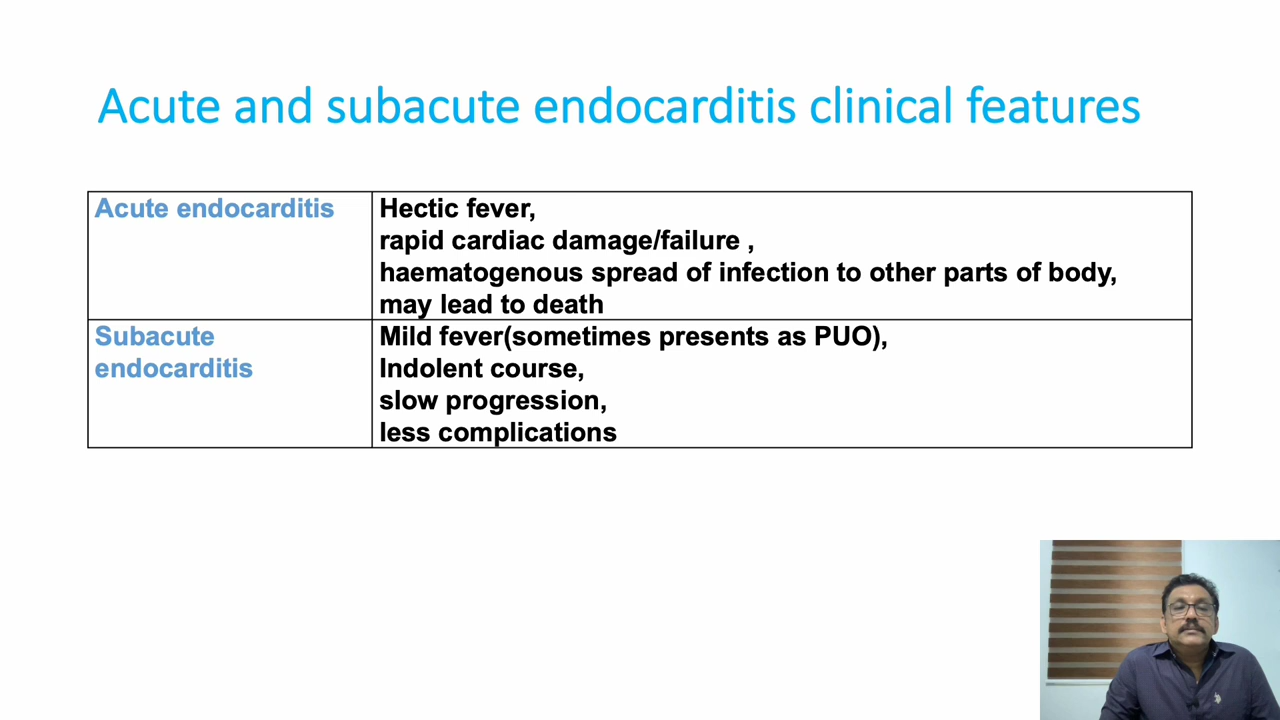 Acute and subacute endocarditis clinical features
Acute endocarditis
Hectic fever,
rapid cardiac damage/failure ,
haematogenous spread of infection to other parts of body,
may lead to death
Subacute
endocarditis
Mild fever(sometimes presents as PUO),
Indolent course,
slow progression,
less complications